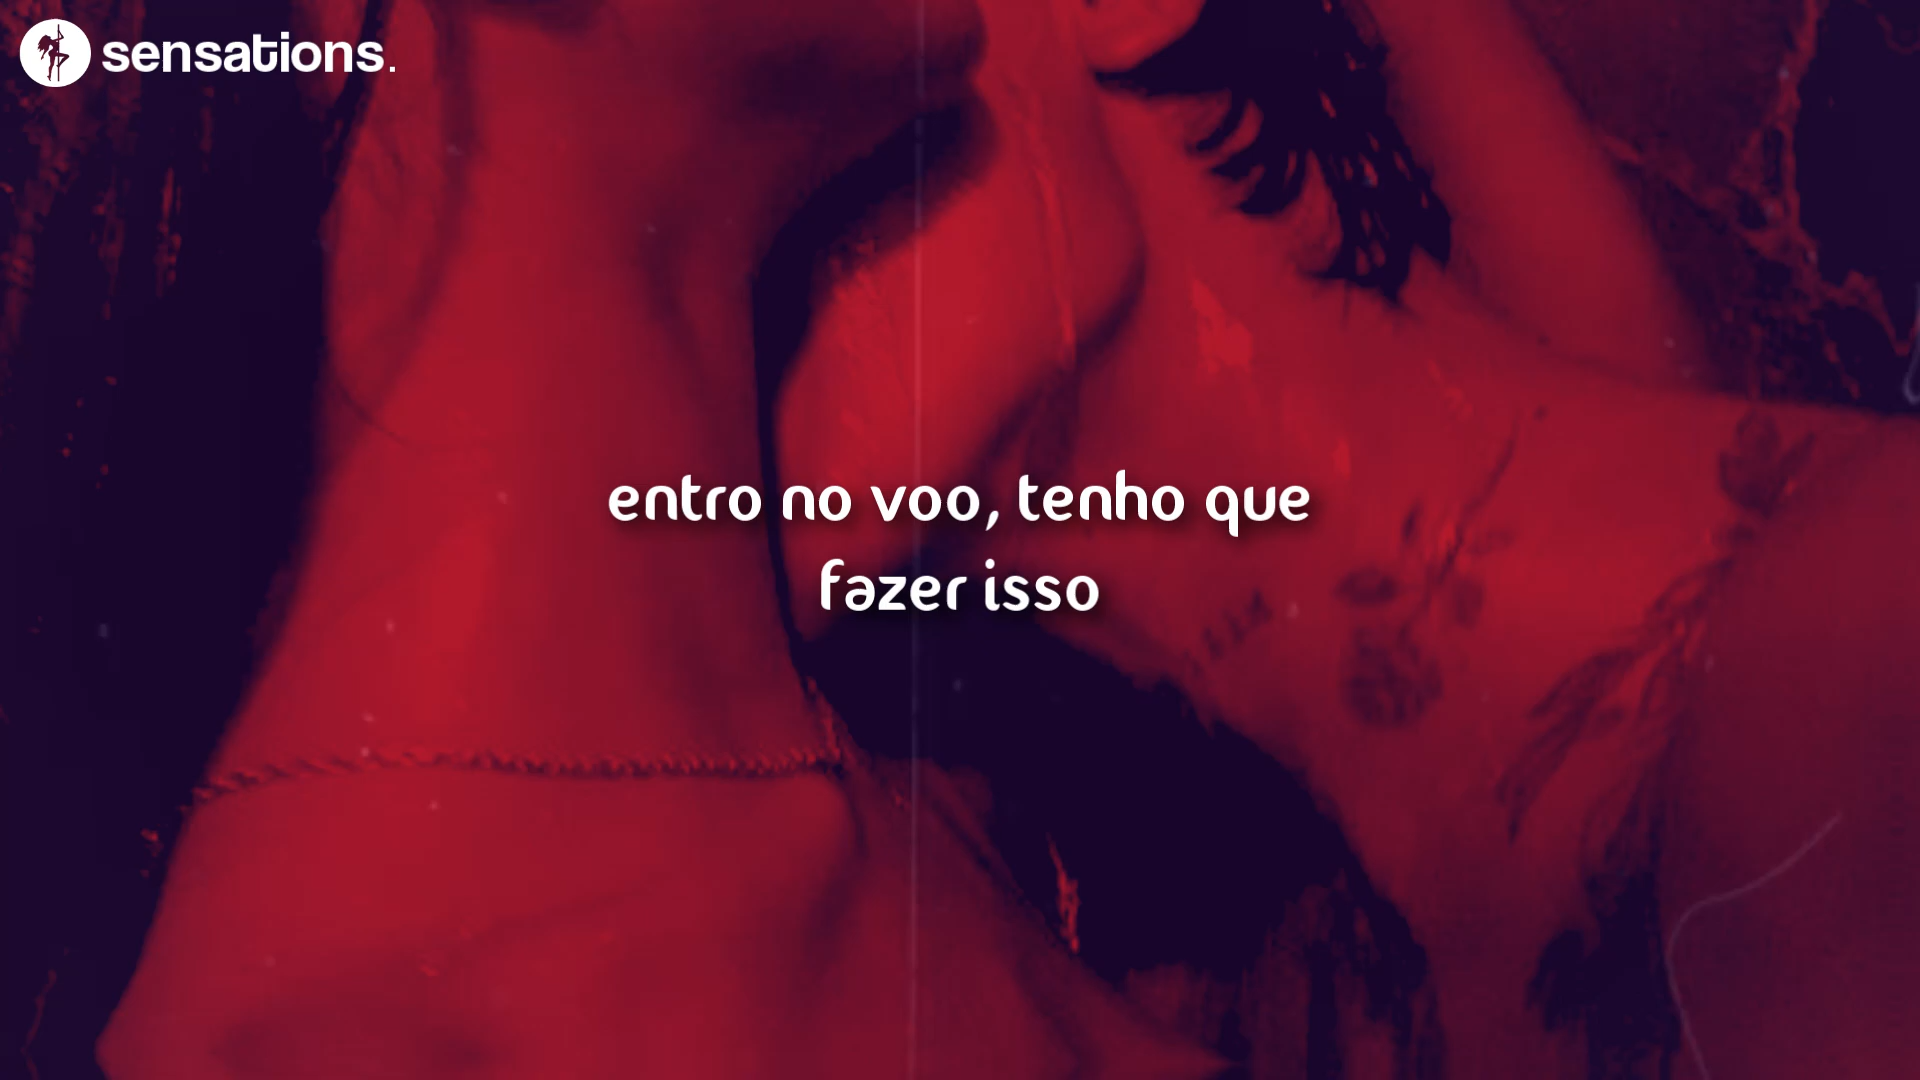 sensations.
entro no voo, tenho que
fazer isso